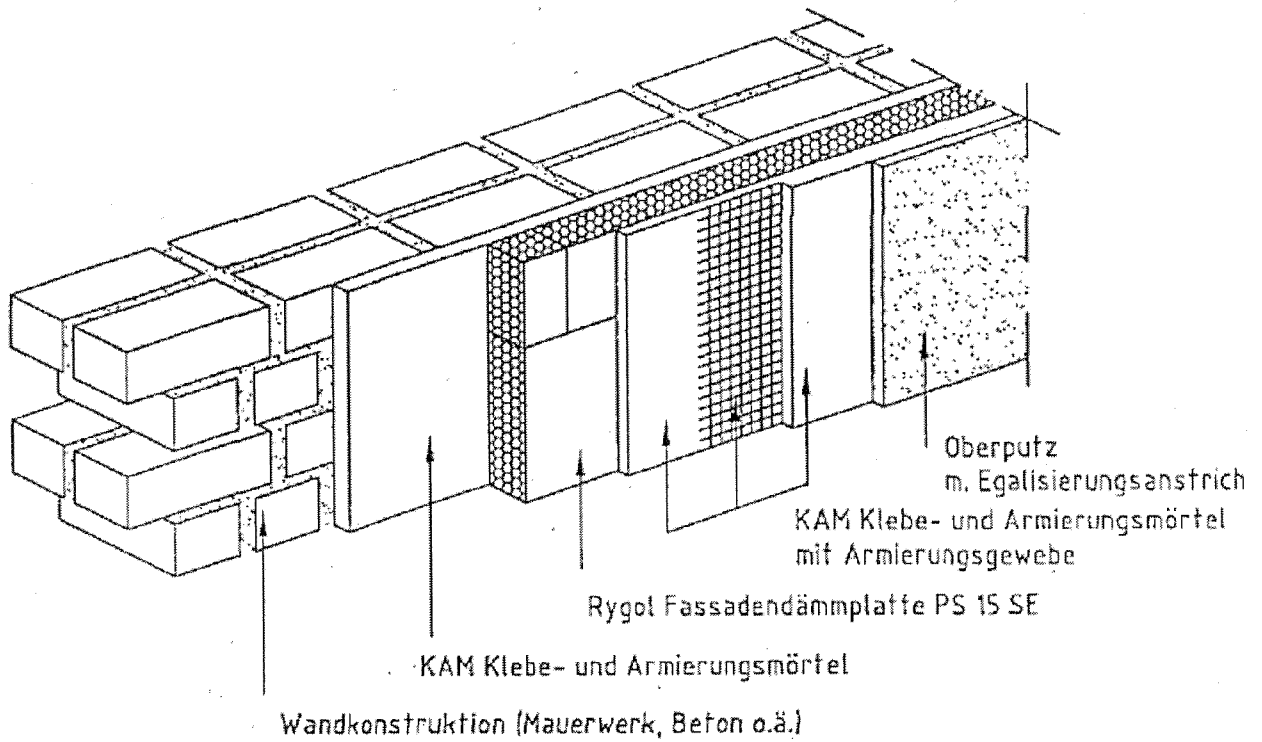 Oberputz
m. Egalisierungsanstrich
KAM Klebe- und Armierungsmörtel
mit Armierungsgewebe
Rygol Fassadendämmplatte PS 15 SE
KAM Klebe- und Armierungsmörtel
Wandkonstruktion (Mauerwerk, Beton o.ä.)